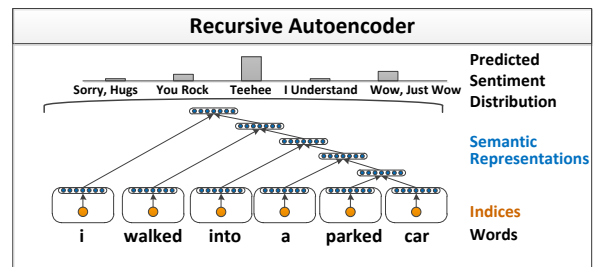 Recursive Autoencoder
Predicted
Sentiment
Distribution
Sorry, Hugs You Rock Teehee I Understand Wow, Just Wow
Semantic
Representations
Indices
i walked into a parked car Words